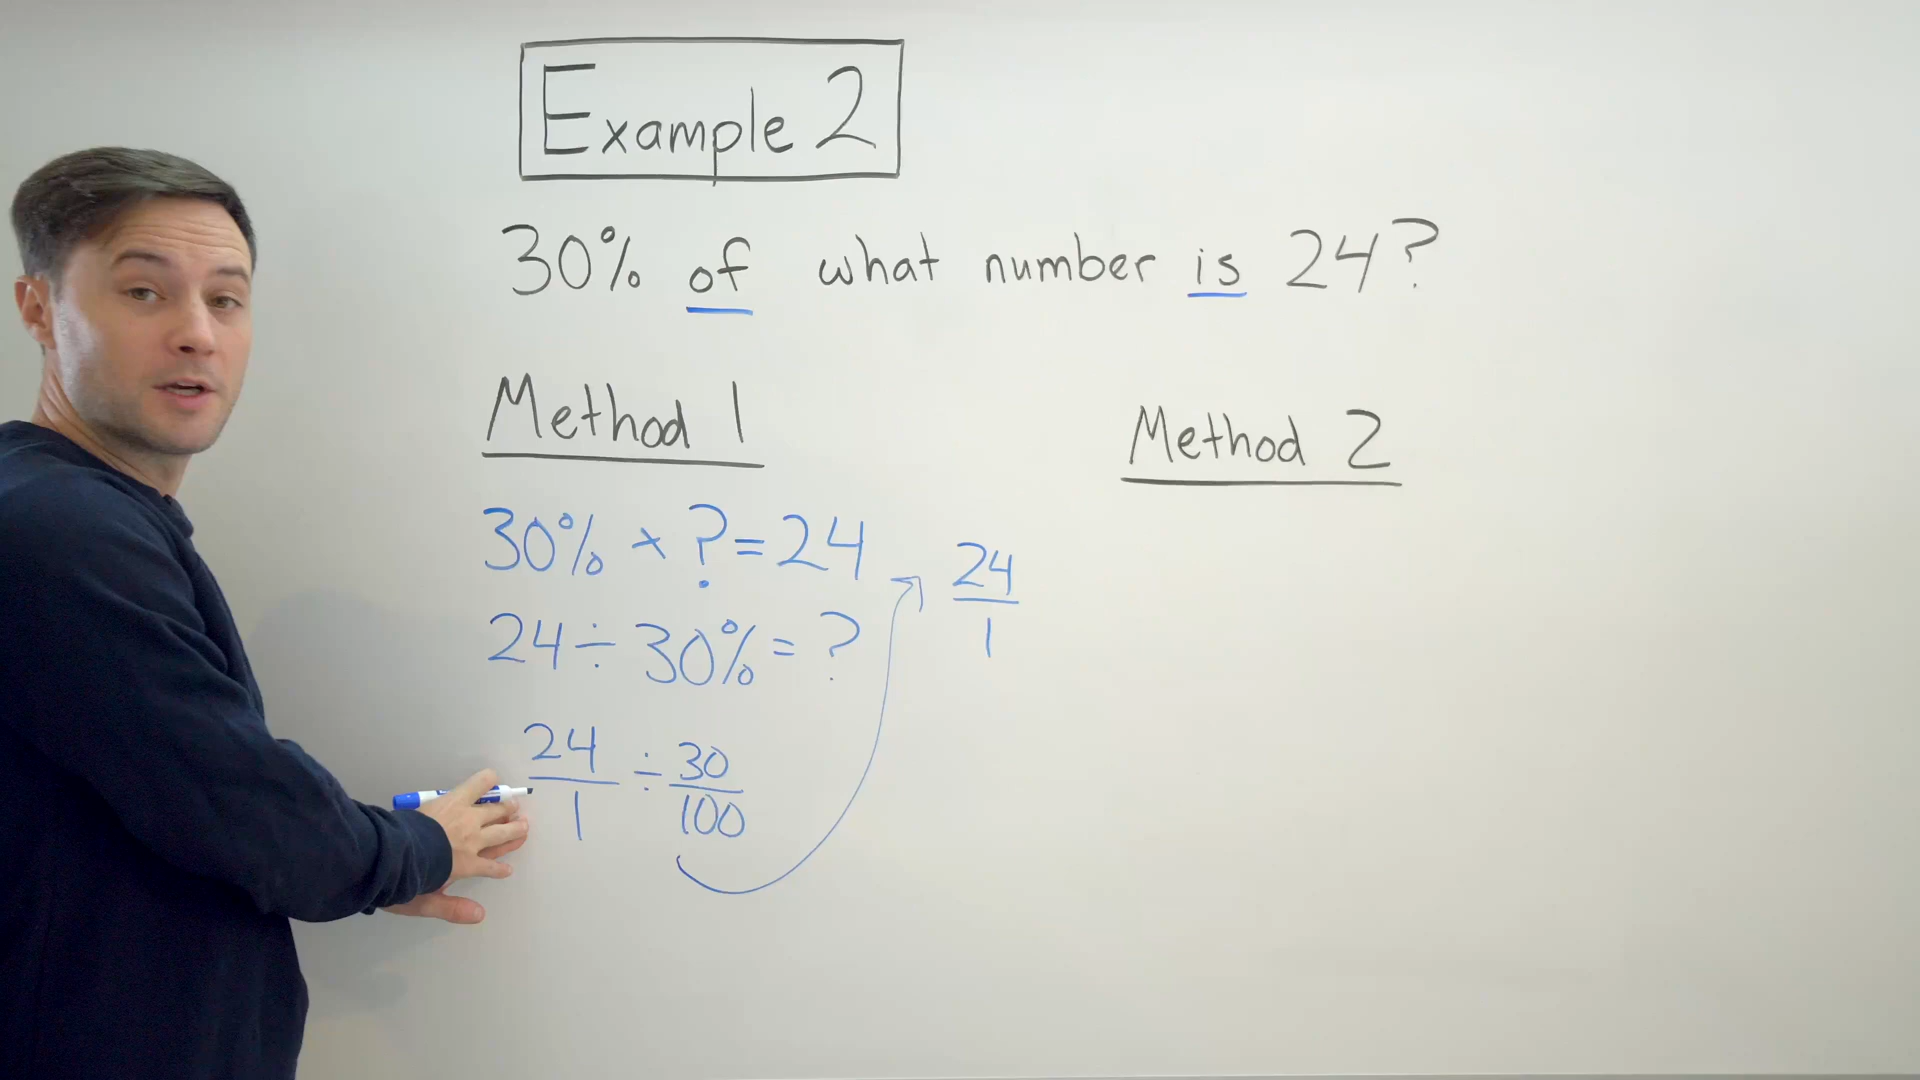 Example 2
30% of what number is 24?
Method 1
30% × ? = 24
24 ÷ 30% = ?
24/1 ÷ 30/100
24/1
Method 2